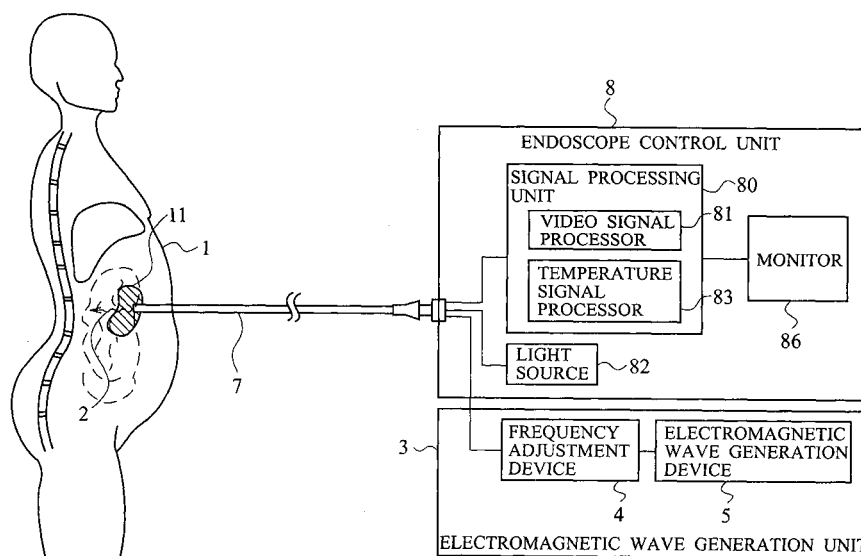 8
ENDOSCOPE CONTROL UNIT
SIGNAL PROCESSING
UNIT
80
VIDEO SIGNAL
PROCESSOR
81
TEMPERATURE
SIGNAL
PROCESSOR
83
MONITOR
86
LIGHT
SOURCE
82
11
1
7
2
3
FREQUENCY
ADJUSTMENT
DEVICE
4
ELECTROMAGNETIC
WAVE GENERATION
DEVICE
5
ELECTROMAGNETIC WAVE GENERATION UNIT